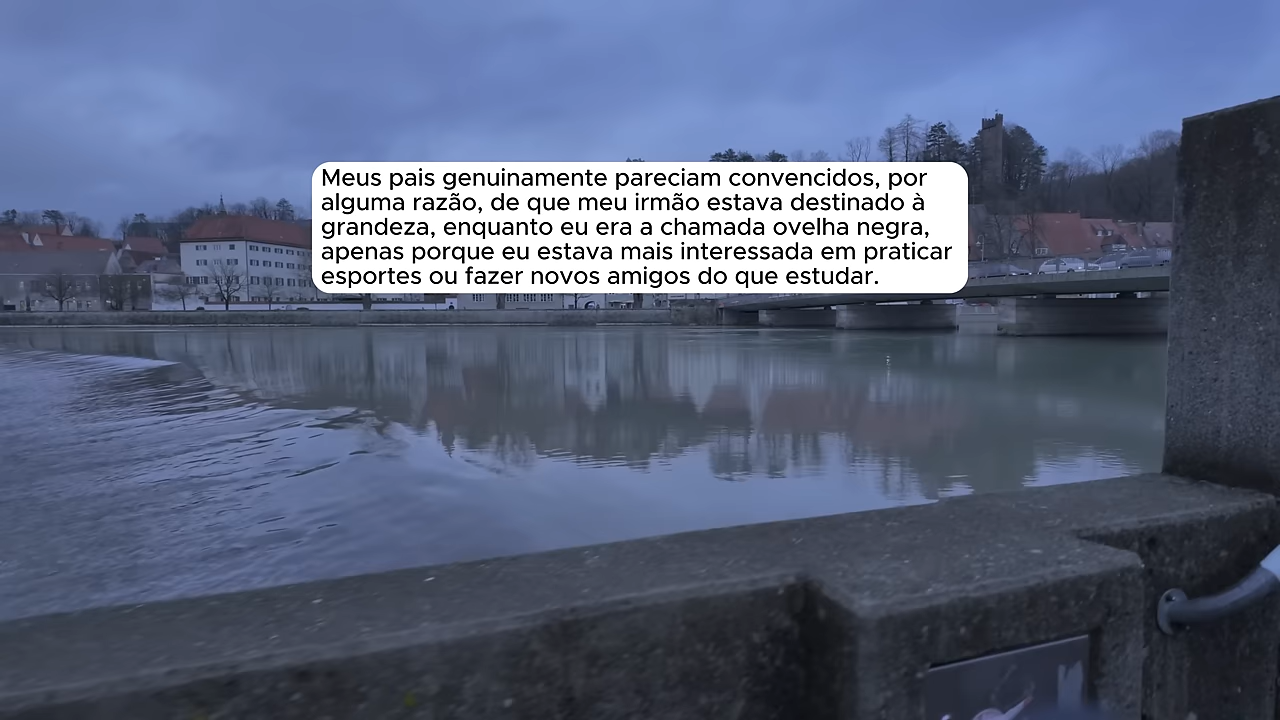 Meus pais genuinamente pareciam convencidos, por
alguma razão, de que meu irmão estava destinado à
grandeza, enquanto eu era a chamada ovelha negra,
apenas porque eu estava mais interessada em praticar
esportes ou fazer novos amigos do que estudar.